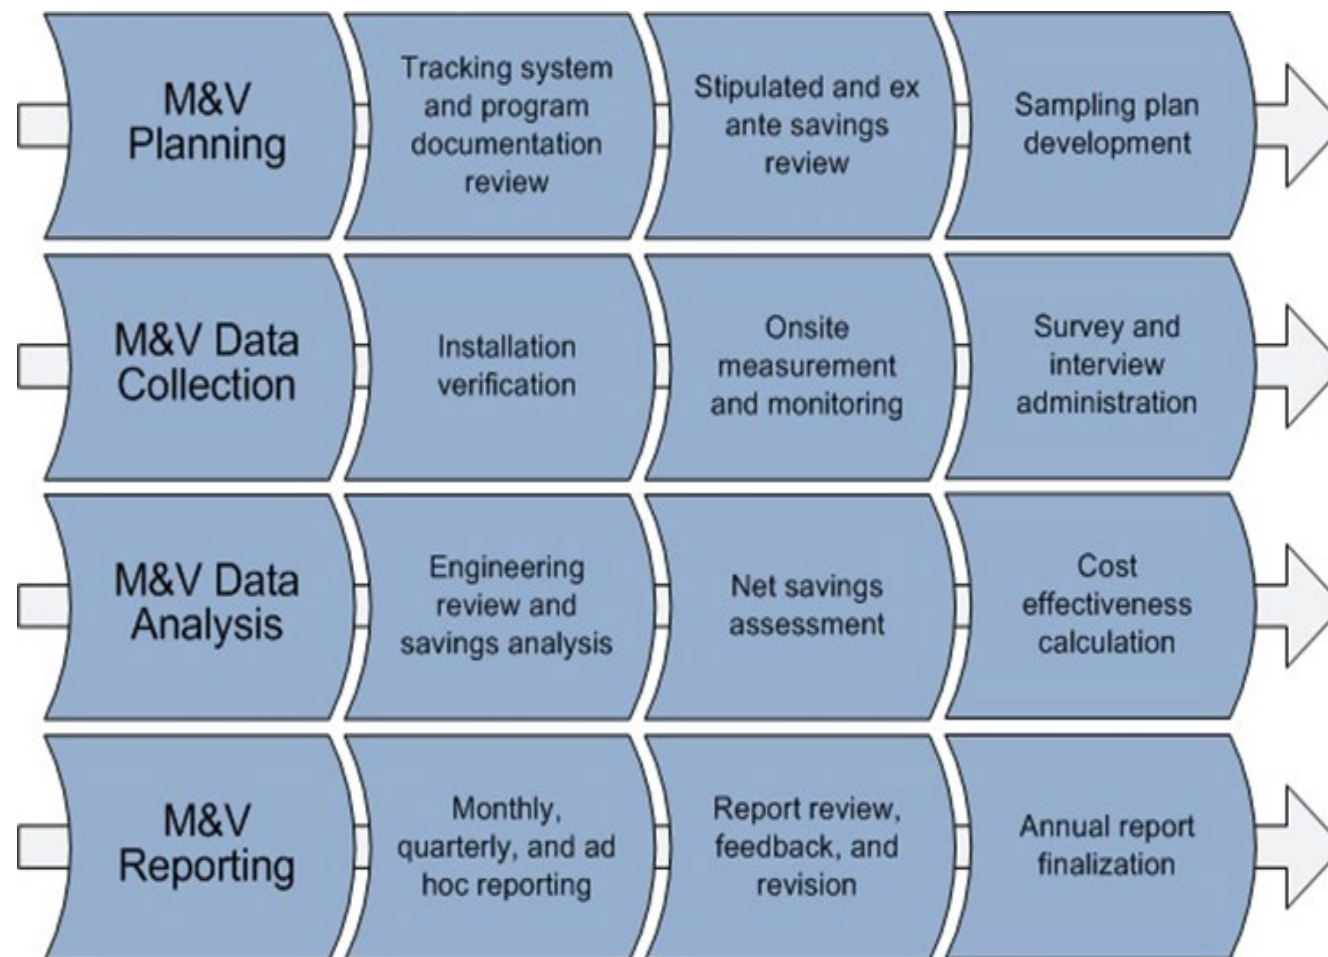 M&V
Planning
Tracking system
and program
documentation
review
Stipulated and ex
ante savings
review
Sampling plan
development
M&V Data
Collection
Installation
verification
Onsite
measurement
and monitoring
Survey and
interview
administration
M&V Data
Analysis
Engineering
review and
savings analysis
Net savings
assessment
Cost
effectiveness
calculation
M&V
Reporting
Monthly,
quarterly, and ad
hoc reporting
Report review,
feedback, and
revision
Annual report
finalization